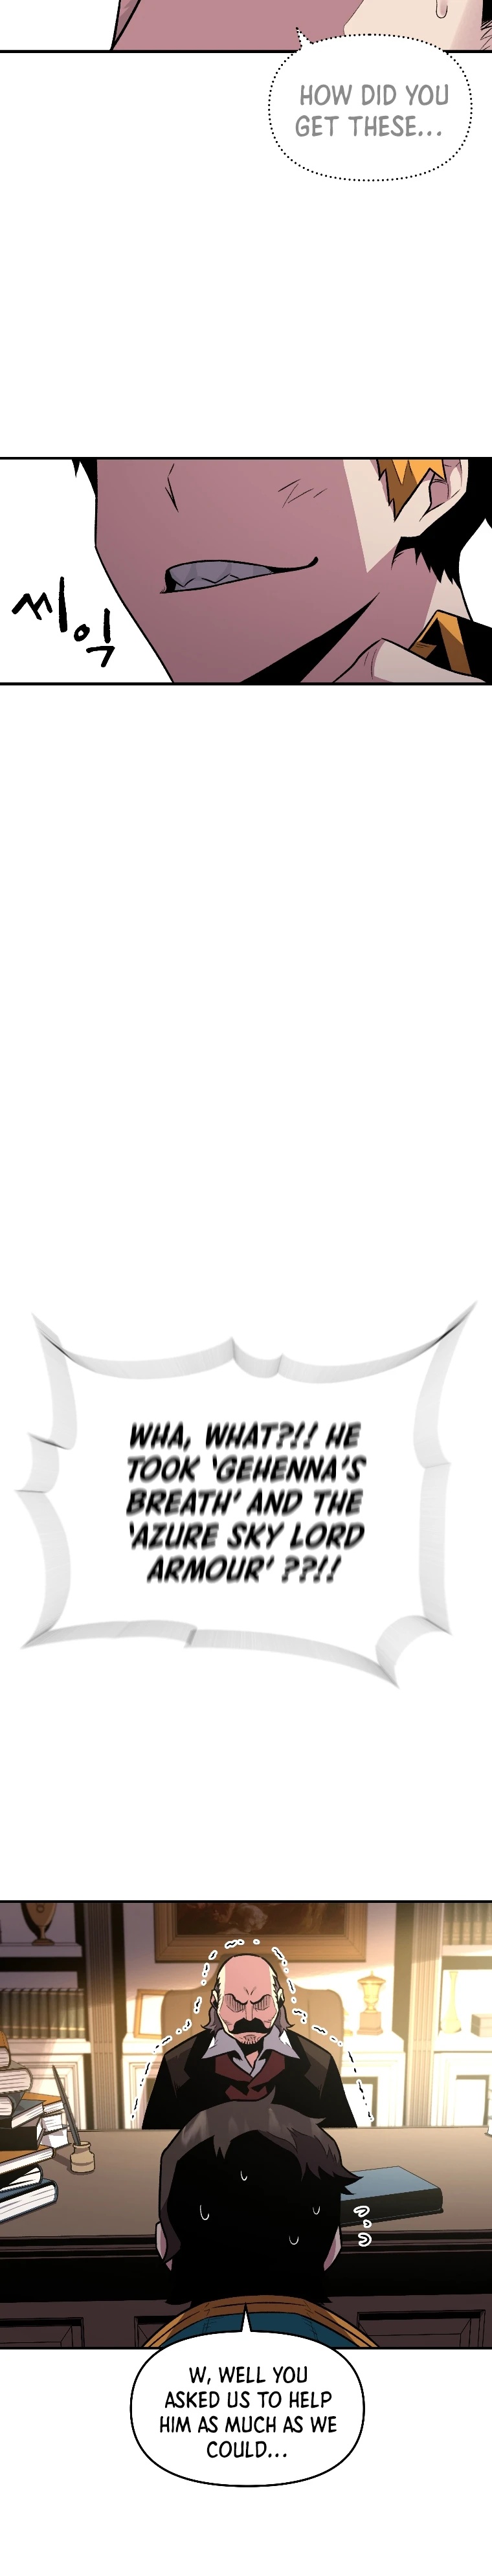 HOW DID YOU
GET THESE...
씨익
WHA, WHAT?!! HE
TOOK 'GEHENNA'S
BREATH' AND THE
'AZURE SKY LORD
ARMOUR' ??!!
W, WELL YOU
ASKED US TO HELP
HIM AS MUCH AS WE
COULD...